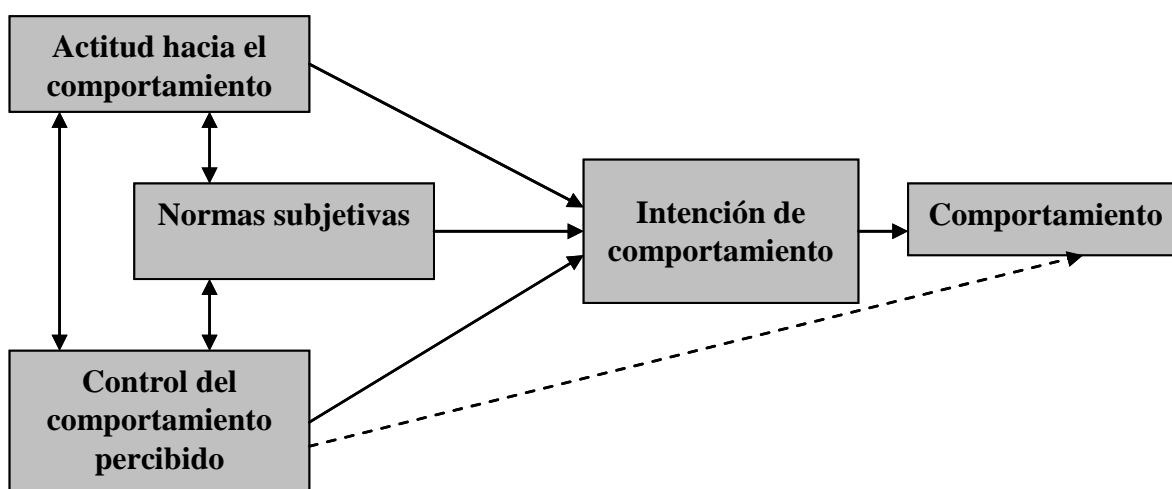 Actitud hacia el
comportamiento
Normas subjetivas
Intención de
comportamiento
Comportamiento
Control del
comportamiento
percibido